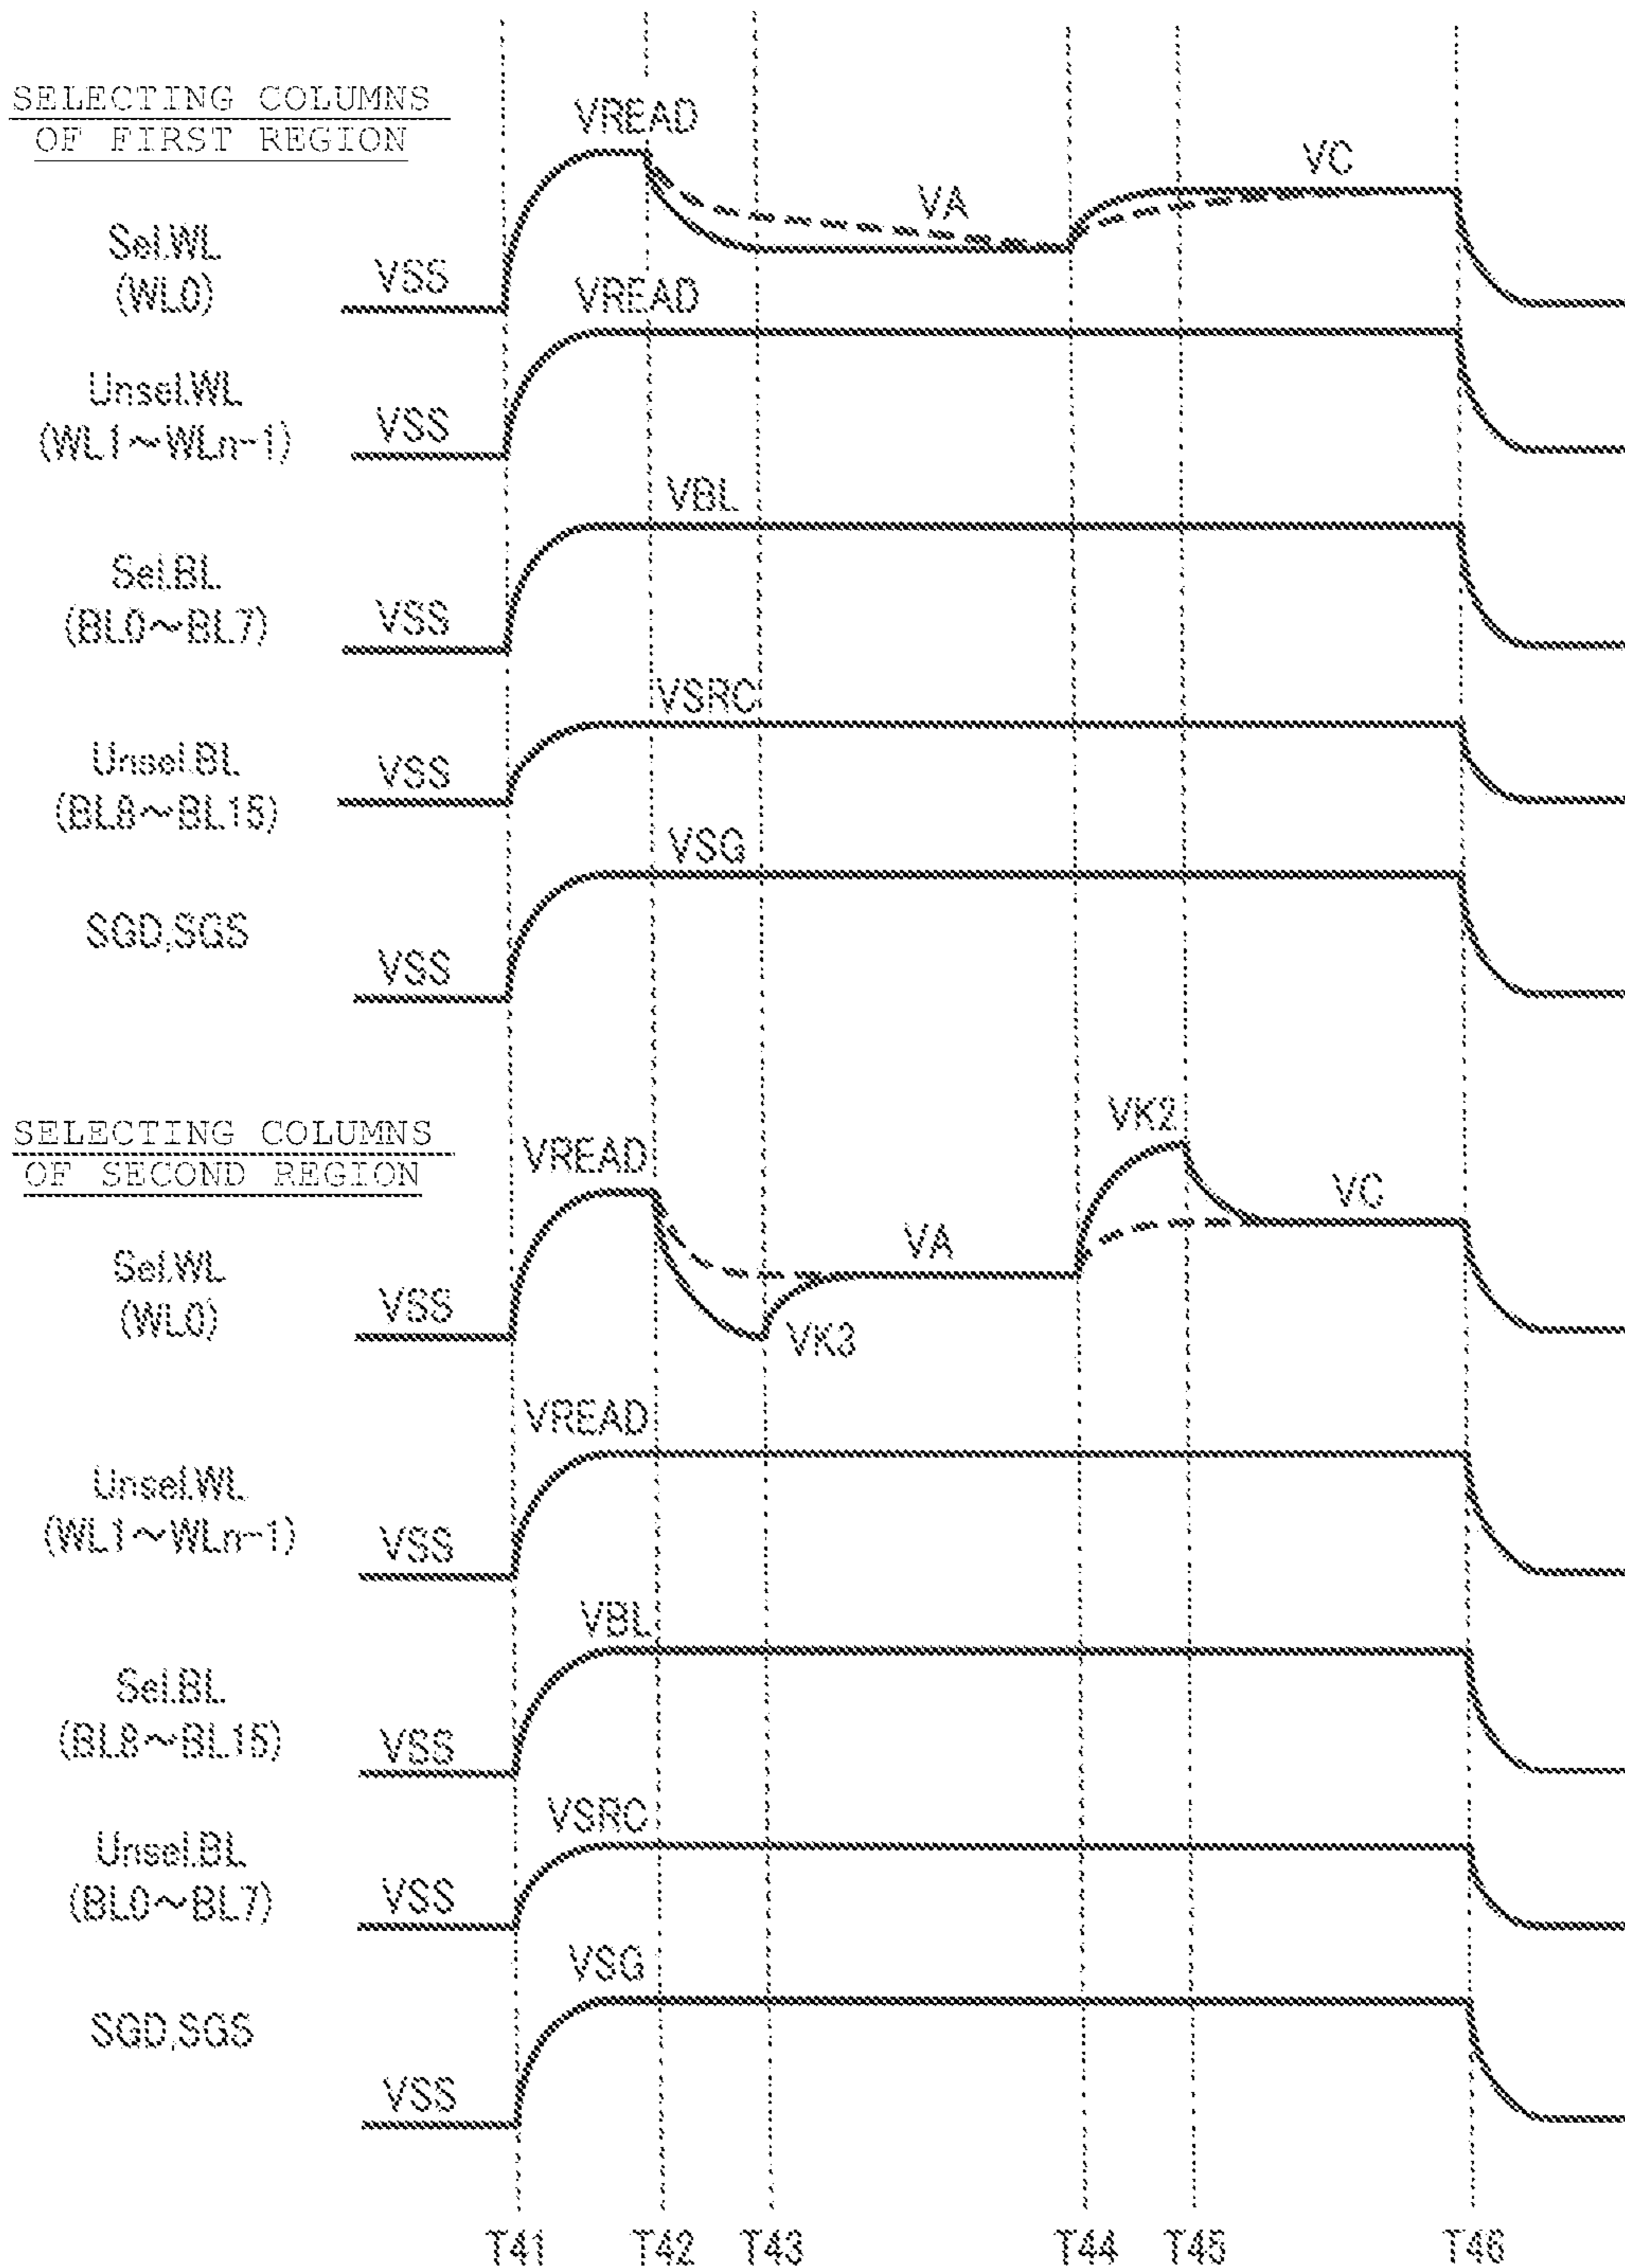 SELECTING COLUMNS
OF FIRST REGION
VREAD
VC
VA
Sel.WL
(WL0)
VSS
VREAD
Unsel.WL
(WL1~WLn-1)
VSS
VBL
Sel.BL
(BL0~BL7)
VSS
VSRC
Unsel.BL
(BL8~BL15)
VSS
VSG
SGD,SGS
VSS
SELECTING COLUMNS
OF SECOND REGION
VREAD
VK2
VC
VA
Sel.WL
(WL0)
VSS
VK3
VREAD
Unsel.WL
(WL1~WLn-1)
VSS
VBL
Sel.BL
(BL8~BL15)
VSS
VSRC
Unsel.BL
(BL0~BL7)
VSS
VSG
SGD,SGS
VSS
T41 T42 T43 T44 T45 T46